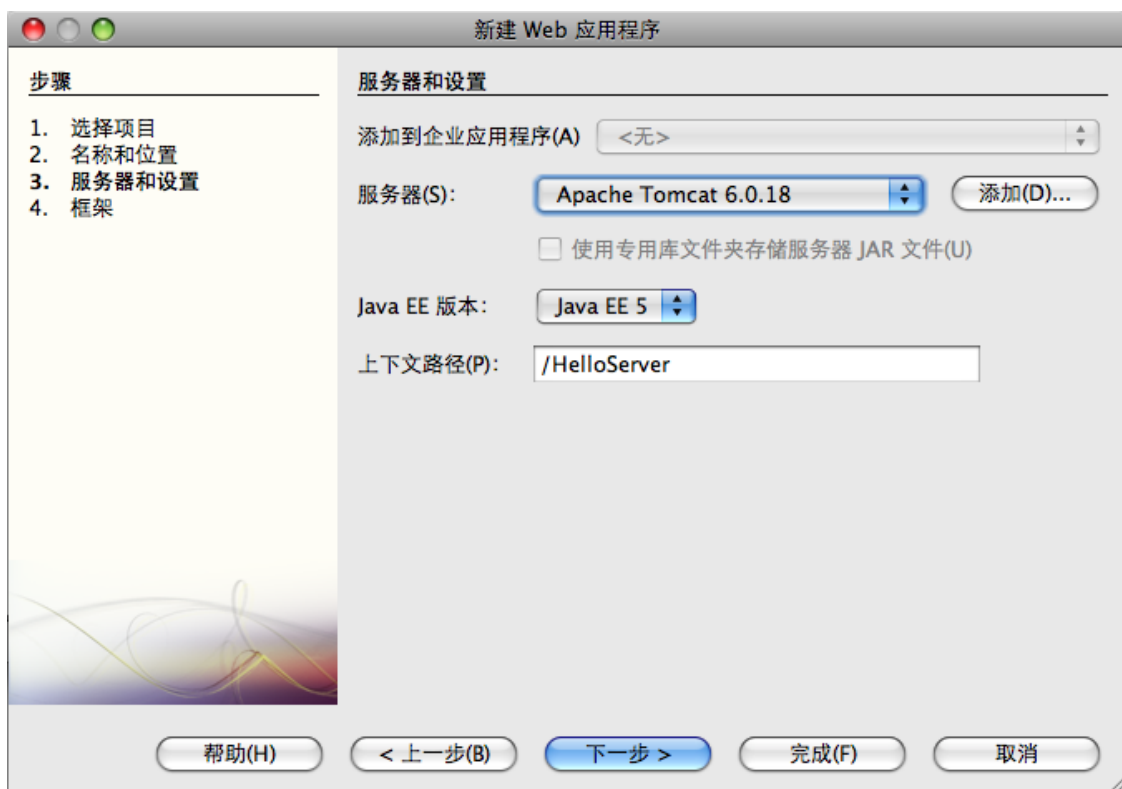 新建 Web 应用程序
步骤
1. 选择项目
2. 名称和位置
3. 服务器和设置
4. 框架
服务器和设置
添加到企业应用程序(A) <无>
服务器(S): Apache Tomcat 6.0.18 添加(D)...
使用专用库文件夹存储服务器 JAR 文件(U)
Java EE 版本: Java EE 5
上下文路径(P): /HelloServer
帮助(H) < 上一步(B) 下一步 > 完成(F) 取消